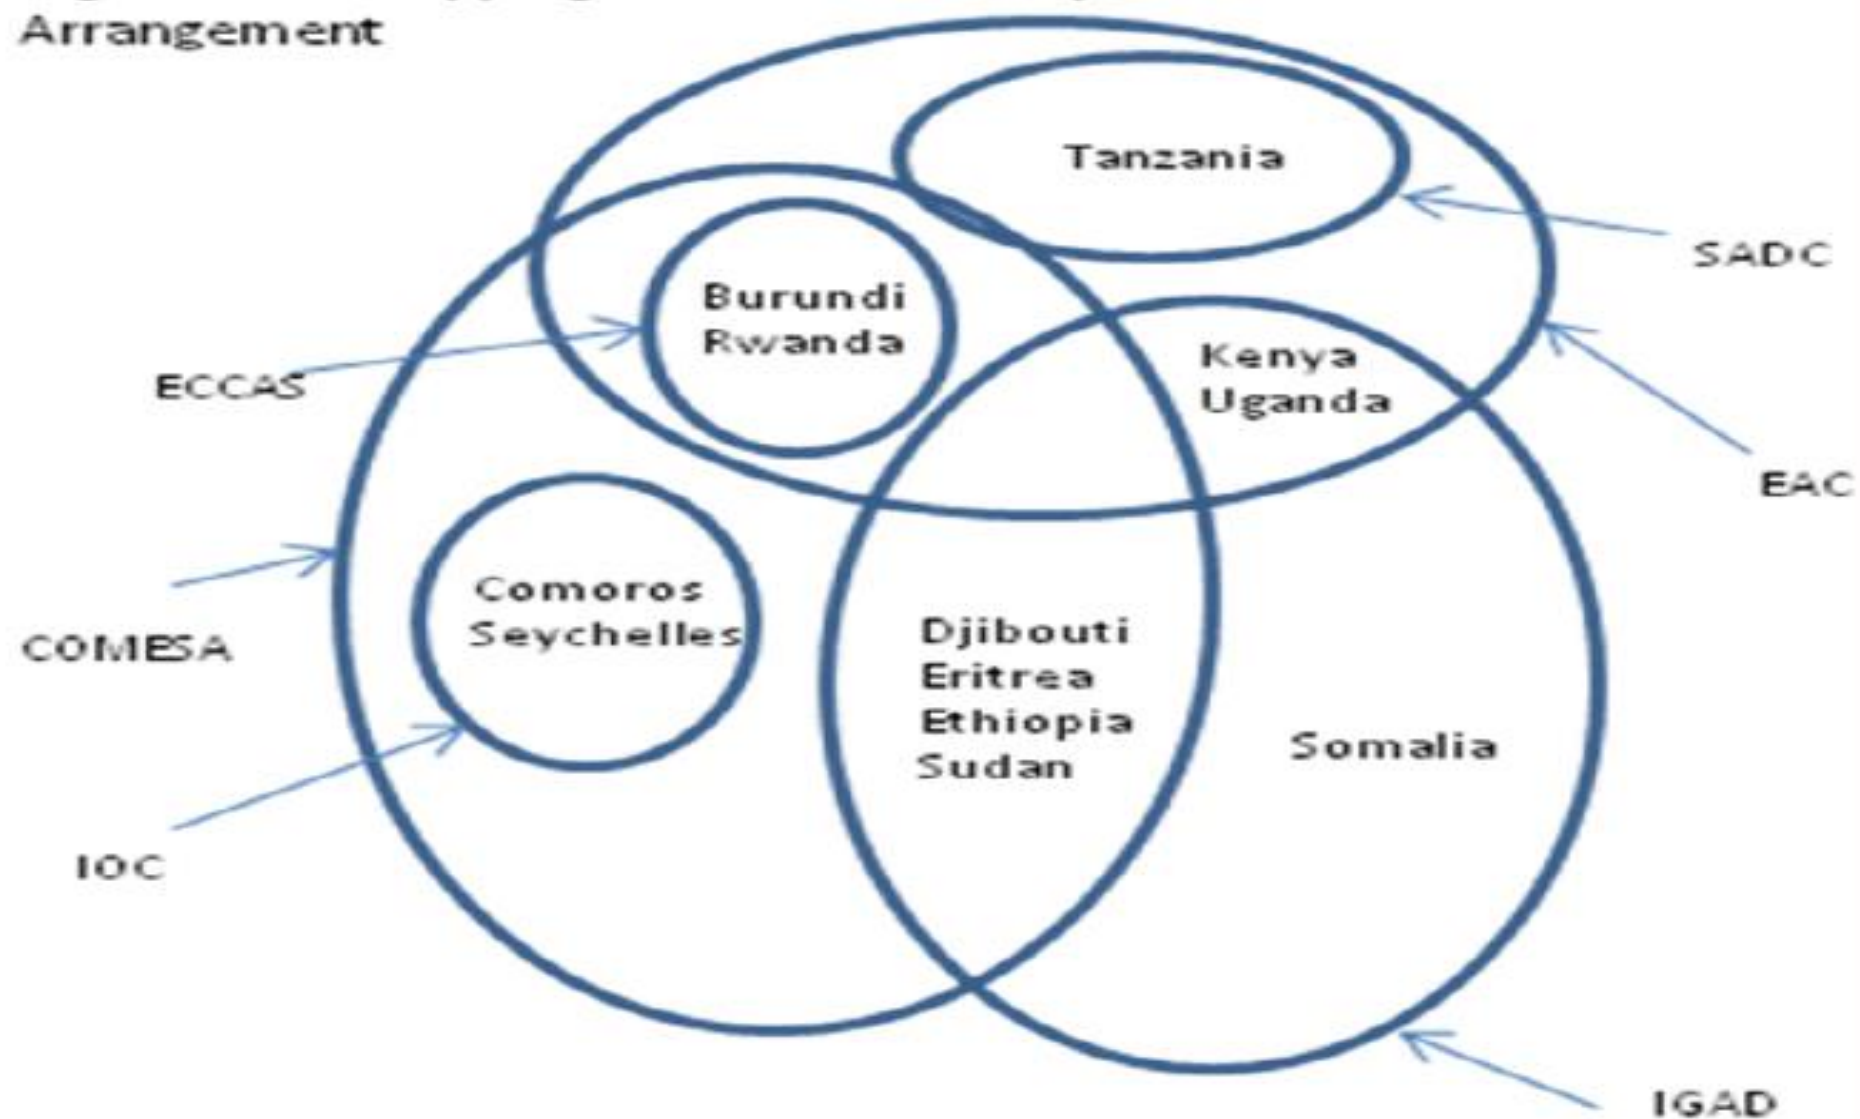 Arrangement
Tanzania
SADC
Burundi
Rwanda
Kenya
Uganda
ECCAS
EAC
Comoros
Seychelles
COMESA
Djibouti
Eritrea
Ethiopia
Sudan
Somalia
IOC
IGAD